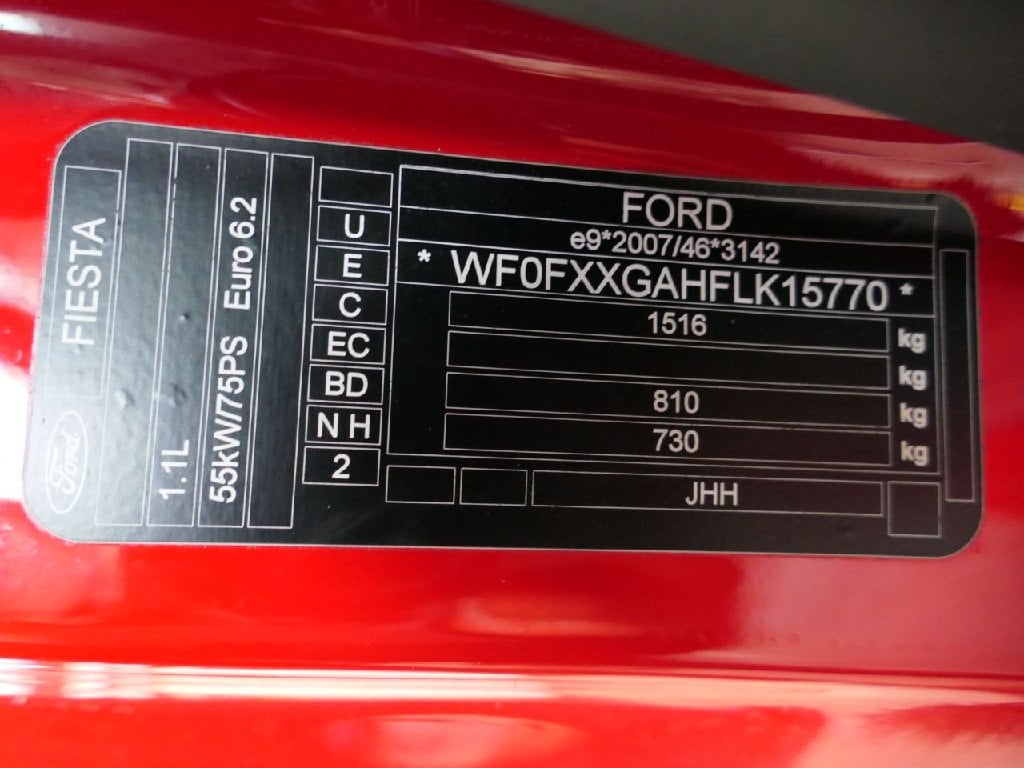 FORD
e9*2007/46*3142
* WF0FXXGAHFLK15770 *
1516 kg
kg
810 kg
730 kg
JHH
U
E
C
EC
BD
N H
2
Ford
FIESTA
1.1L
55kW/75PS Euro 6.2